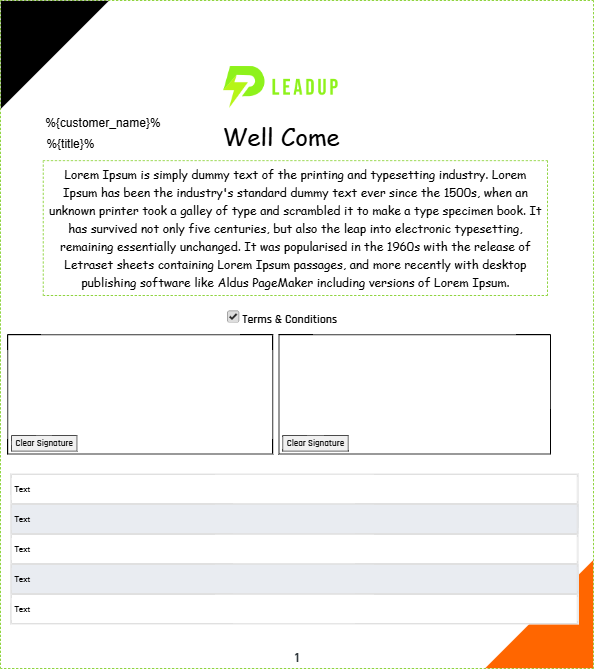 LEADUP
%{customer_name}%
%{title}%
Well Come
Lorem Ipsum is simply dummy text of the printing and typesetting industry. Lorem
Ipsum has been the industry's standard dummy text ever since the 1500s, when an
unknown printer took a galley of type and scrambled it to make a type specimen book. It
has survived not only five centuries, but also the leap into electronic typesetting,
remaining essentially unchanged. It was popularised in the 1960s with the release of
Letraset sheets containing Lorem Ipsum passages, and more recently with desktop
publishing software like Aldus PageMaker including versions of Lorem Ipsum.
Terms & Conditions
Clear Signature
Clear Signature
Text
Text
Text
Text
Text
1